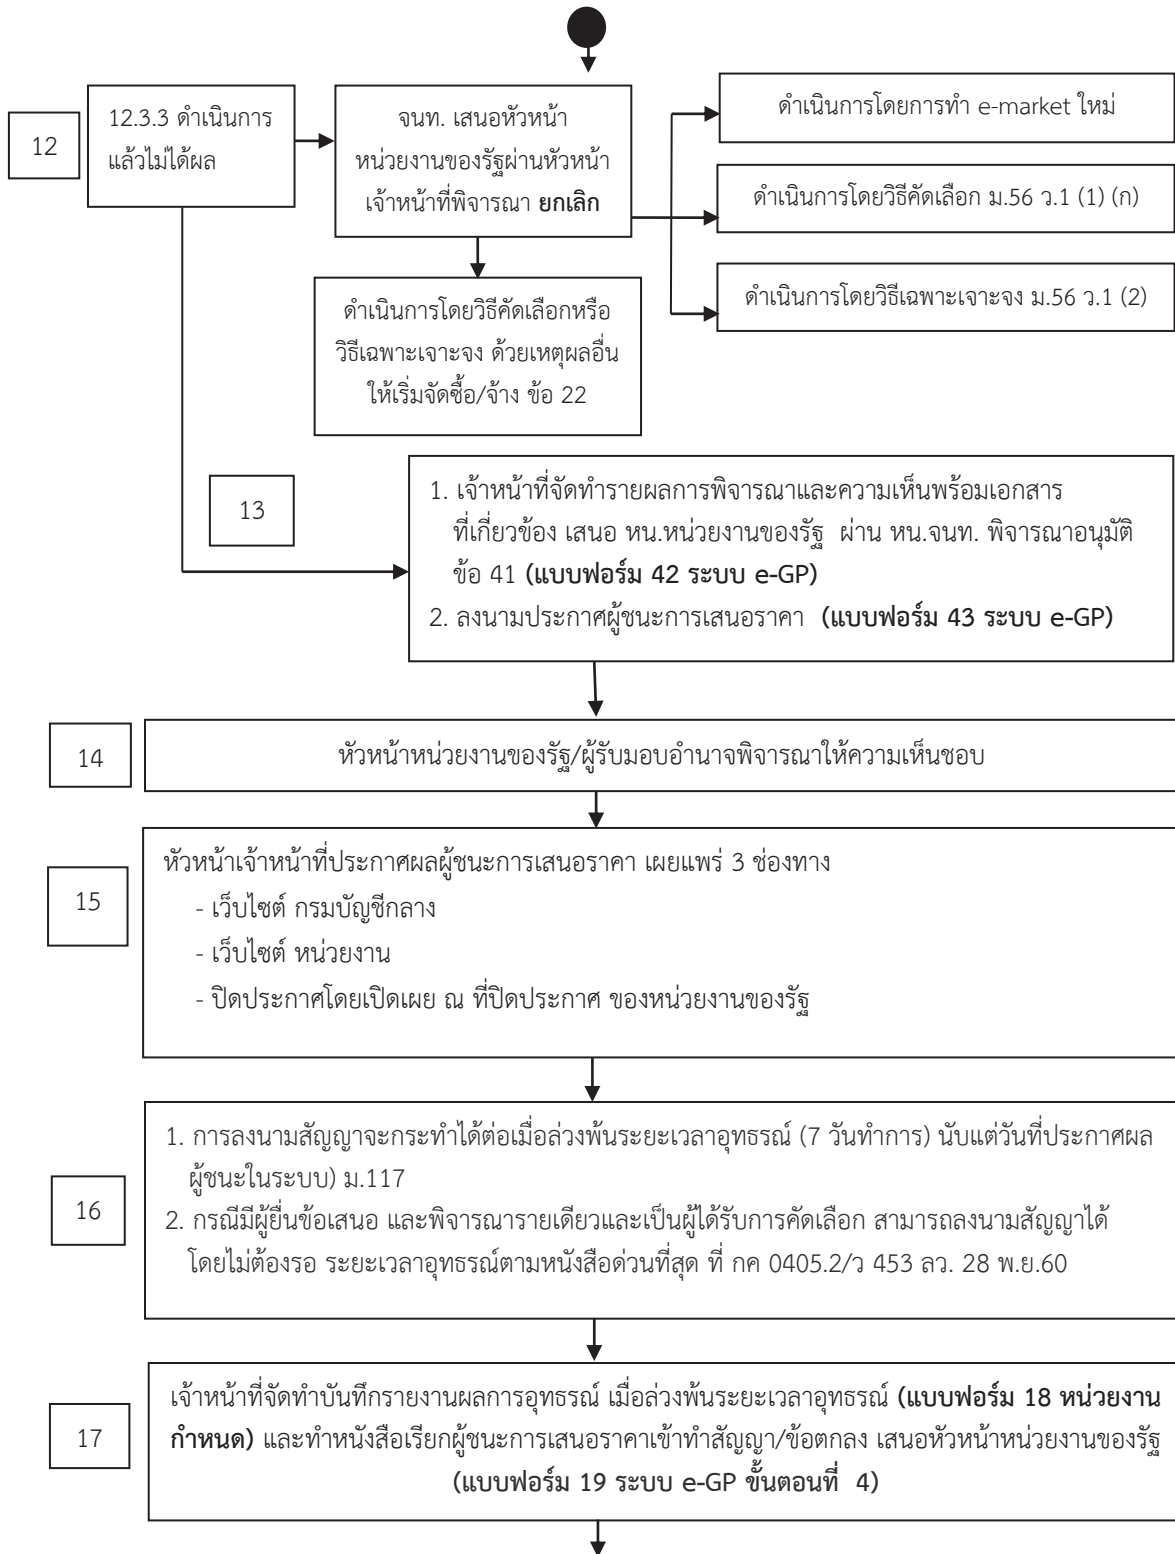 12
12.3.3 ดำเนินการ
แล้วไม่ได้ผล
จนท. เสนอหัวหน้า
หน่วยงานของรัฐผ่านหัวหน้า
เจ้าหน้าที่พิจารณา ยกเลิก
ดำเนินการโดยการทำ e-market ใหม่
ดำเนินการโดยวิธีคัดเลือก ม.56 ว.1 (1) (ก)
ดำเนินการโดยวิธีเฉพาะเจาะจง ม.56 ว.1 (2)
ดำเนินการโดยวิธีคัดเลือกหรือ
วิธีเฉพาะเจาะจง ด้วยเหตุผลอื่น
ให้เริ่มจัดซื้อ/จ้าง ข้อ 22
13
1. เจ้าหน้าที่จัดทำรายผลการพิจารณาและความเห็นพร้อมเอกสาร
ที่เกี่ยวข้อง เสนอ หน.หน่วยงานของรัฐ ผ่าน หน.จนท. พิจารณาอนุมัติ
ข้อ 41 (แบบฟอร์ม 42 ระบบ e-GP)
2. ลงนามประกาศผู้ชนะการเสนอราคา (แบบฟอร์ม 43 ระบบ e-GP)
14
หัวหน้าหน่วยงานของรัฐ/ผู้รับมอบอำนาจพิจารณาให้ความเห็นชอบ
15
หัวหน้าเจ้าหน้าที่ประกาศผลผู้ชนะการเสนอราคา เผยแพร่ 3 ช่องทาง
- เว็บไซต์ กรมบัญชีกลาง
- เว็บไซต์ หน่วยงาน
- ปิดประกาศโดยเปิดเผย ณ ที่ปิดประกาศ ของหน่วยงานของรัฐ
16
1. การลงนามสัญญาจะกระทำได้ต่อเมื่อล่วงพ้นระยะเวลาอุทธรณ์ (7 วันทำการ) นับแต่วันที่ประกาศผล
ผู้ชนะในระบบ) ม.117
2. กรณีมีผู้ยื่นข้อเสนอ และพิจารณารายเดียวและเป็นผู้ได้รับการคัดเลือก สามารถลงนามสัญญาได้
โดยไม่ต้องรอ ระยะเวลาอุทธรณ์ตามหนังสือด่วนที่สุด ที่ กค 0405.2/ว 453 ลว. 28 พ.ย.60
17
เจ้าหน้าที่จัดทำบันทึกรายงานผลการอุทธรณ์ เมื่อล่วงพ้นระยะเวลาอุทธรณ์ (แบบฟอร์ม 18 หน่วยงาน
กำหนด) และทำหนังสือเรียกผู้ชนะการเสนอราคาเข้าทำสัญญา/ข้อตกลง เสนอหัวหน้าหน่วยงานของรัฐ
(แบบฟอร์ม 19 ระบบ e-GP ขั้นตอนที่ 4)